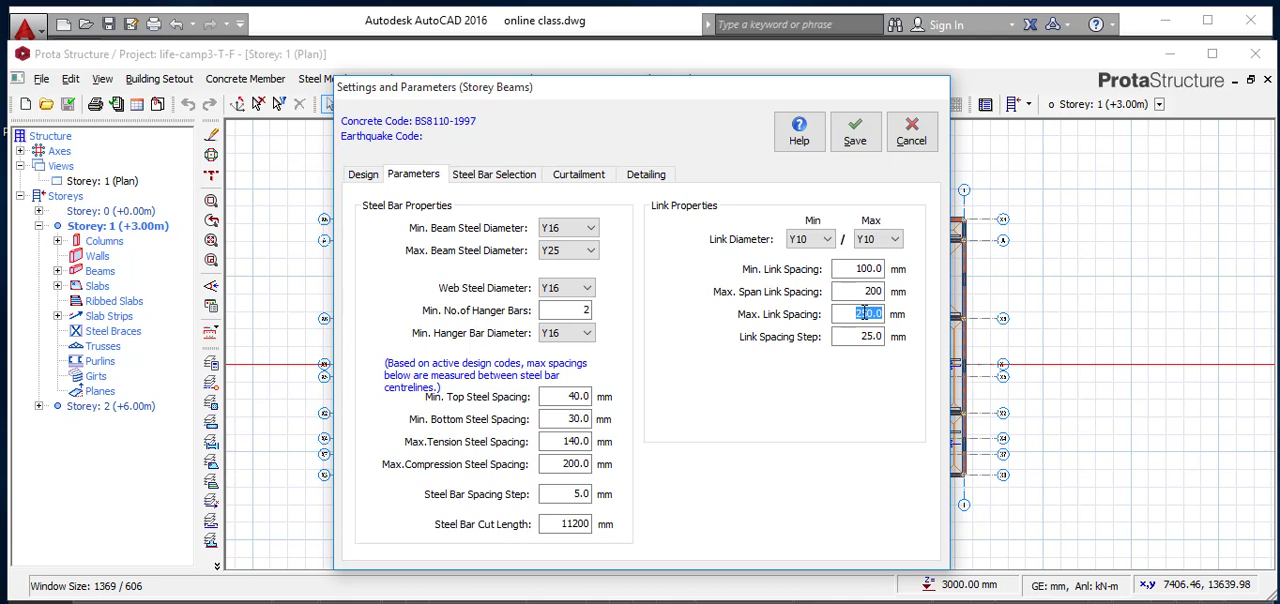 Autodesk AutoCAD 2016 online class.dwg
Type a keyword or phrase
Sign In
Prota Structure / Project: life-camp3-T-F - [Storey: 1 (Plan)]
File Edit View Building Setout Concrete Member Steel Mem
ProtaStructure
Storey: 1 (+3.00m)
Structure
Axes
Views
Storey: 1 (Plan)
Storeys
Storey: 0 (+0.00m)
Storey: 1 (+3.00m)
Columns
Walls
Beams
Slabs
Ribbed Slabs
Slab Strips
Steel Braces
Trusses
Purlins
Girts
Planes
Storey: 2 (+6.00m)
Settings and Parameters (Storey Beams)
Concrete Code: BS8110-1997
Earthquake Code:
Help
Save
Cancel
Design Parameters Steel Bar Selection Curtailment Detailing
Steel Bar Properties
Min. Beam Steel Diameter: Y16
Max. Beam Steel Diameter: Y25
Web Steel Diameter: Y16
Min. No.of Hanger Bars: 2
Min. Hanger Bar Diameter: Y16
(Based on active design codes, max spacings
below are measured between steel bar
centrelines.)
Min. Top Steel Spacing: 40.0 mm
Min. Bottom Steel Spacing: 30.0 mm
Max.Tension Steel Spacing: 140.0 mm
Max.Compression Steel Spacing: 200.0 mm
Steel Bar Spacing Step: 5.0 mm
Steel Bar Cut Length: 11200 mm
Link Properties
Min Max
Link Diameter: Y10 / Y10
Min. Link Spacing: 100.0 mm
Max. Span Link Spacing: 200 mm
Max. Link Spacing: 250.0 mm
Link Spacing Step: 25.0 mm
Window Size: 1369 / 606
Z= 3000.00 mm
GE: mm, Anl: kN-m
x,y 7406.46, 13639.98